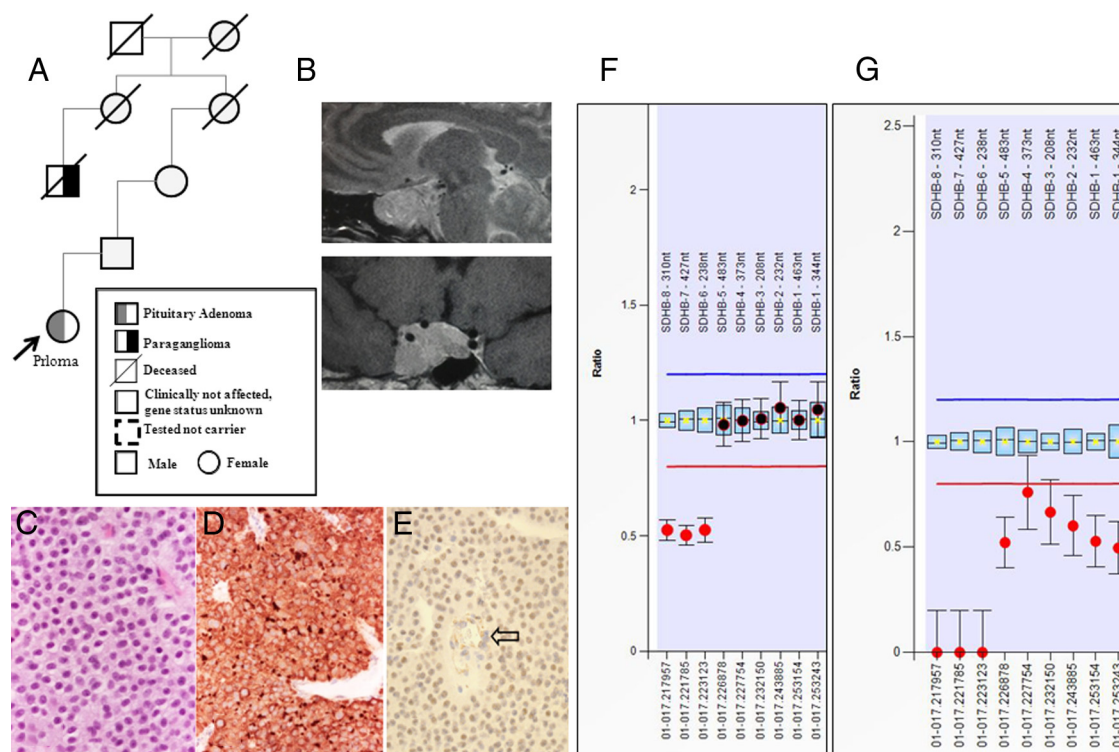 A
B
F
G
Prloma
Pituitary Adenoma
Paraganglioma
Deceased
Clinically not affected,
gene status unknown
Tested not carrier
Male
Female
C
D
E
Ratio
2
1.5
1
0.5
0
SDHB-8 - 310nt
SDHB-7 - 427nt
SDHB-6 - 238nt
SDHB-5 - 483nt
SDHB-4 - 373nt
SDHB-3 - 208nt
SDHB-2 - 232nt
SDHB-1 - 463nt
SDHB-1 - 344nt
01-017.217957
01-017.221785
01-017.223123
01-017.226878
01-017.227754
01-017.232150
01-017.243885
01-017.253154
01-017.253243
Ratio
2.5
2
1.5
1
0.5
0
SDHB-8 - 310nt
SDHB-7 - 427nt
SDHB-6 - 238nt
SDHB-5 - 483nt
SDHB-4 - 373nt
SDHB-3 - 208nt
SDHB-2 - 232nt
SDHB-1 - 463nt
SDHB-1 - 344nt
01-017.217957
01-017.221785
01-017.223123
01-017.226878
01-017.227754
01-017.232150
01-017.243885
01-017.253154
01-017.253243